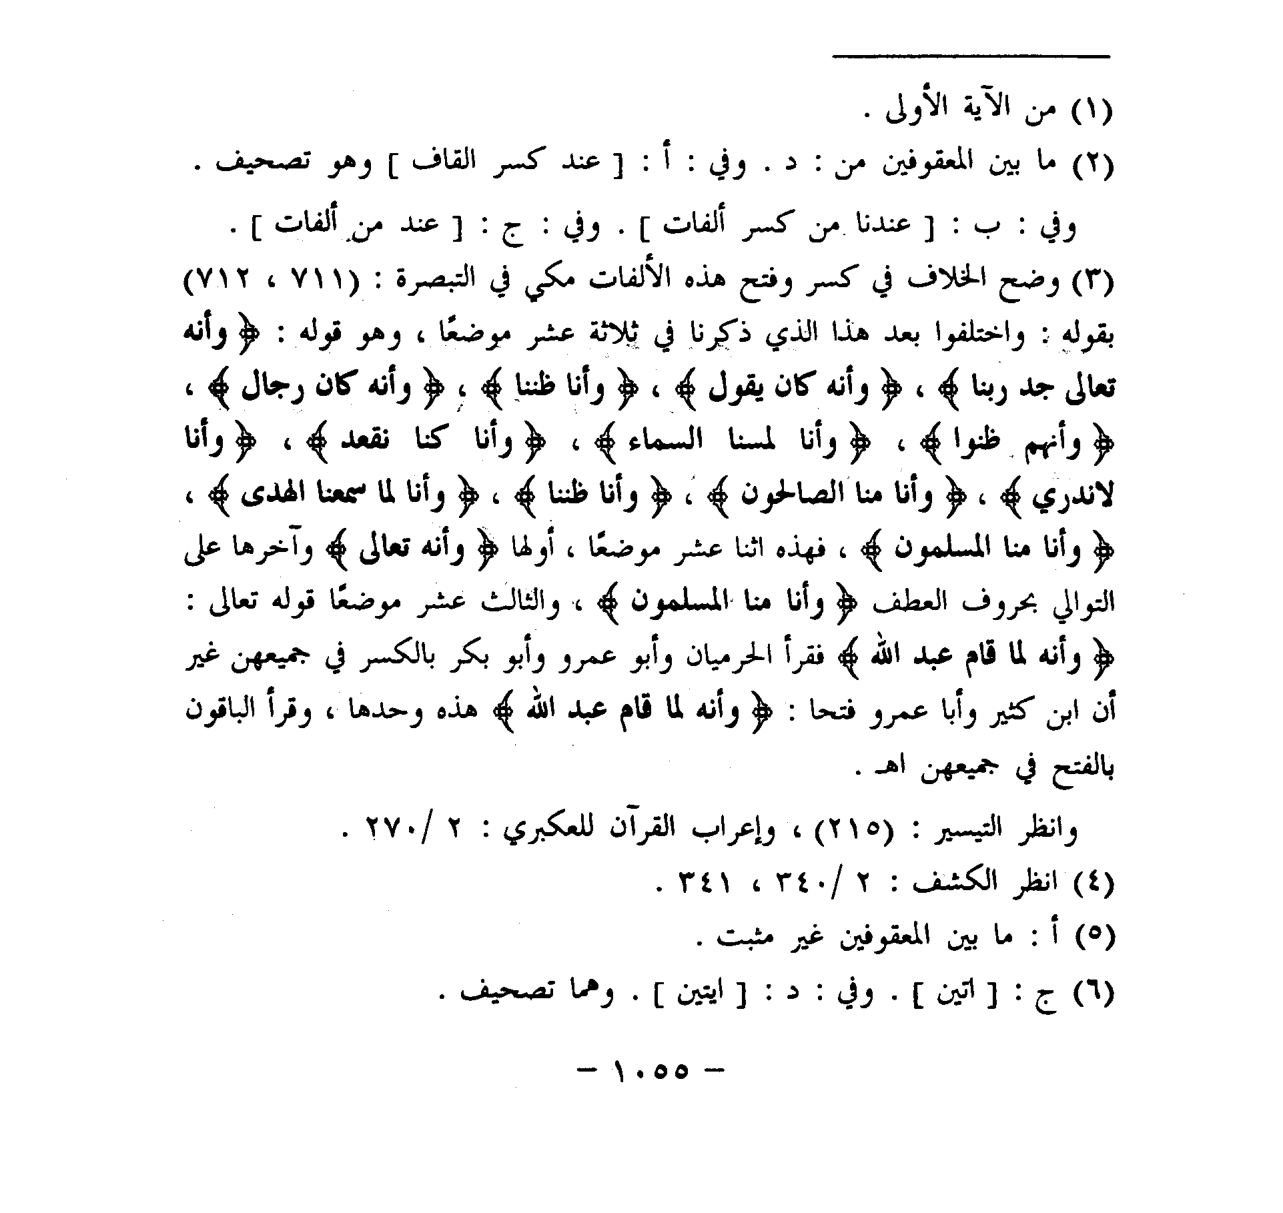 (١) من الآية الأولى .
(٢) ما بين المعقوفين من : د . وفي : أ : [ عند كسر القاف ] وهو تصحيف .
وفي : ب : [ عندنا من كسر ألفات ] . وفي : ج : [ عند من ألفات ] .
(٣) وضح الخلاف في كسر وفتح هذه الألفات مكي في التبصرة : (٧١١ ، ٧١٢)
بقوله : واختلفوا بعد هذا الذي ذكرنا في ثلاثة عشر موضعًا ، وهو قوله : ﴿ وأنه
تعالى جد ربنا ﴾ ، ﴿ وأنه كان يقول ﴾ ، ﴿ وأنا ظننا ﴾ ، ﴿ وأنه كان رجال ﴾ ،
﴿ وأنهم ظنوا ﴾ ، ﴿ وأنا لمسنا السماء ﴾ ، ﴿ وأنا كنا نقعد ﴾ ، ﴿ وأنا
لاندري ﴾ ، ﴿ وأنا منا الصالحون ﴾ ، ﴿ وأنا ظننا ﴾ ، ﴿ وأنا لما سمعنا الهدى ﴾ ،
﴿ وأنا منا المسلمون ﴾ ، فهذه اثنا عشر موضعًا ، أولها ﴿ وأنه تعالى ﴾ وآخرها على
التوالي بحروف العطف ﴿ وأنا منا المسلمون ﴾ ، والثالث عشر موضعًا قوله تعالى :
﴿ وأنه لما قام عبد الله ﴾ فقرأ الحرميان وأبو عمرو وأبو بكر بالكسر في جميعهن غير
أن ابن كثير وأبا عمرو فتحا : ﴿ وأنه لما قام عبد الله ﴾ هذه وحدها ، وقرأ الباقون
بالفتح في جميعهن اهـ .
وانظر التيسير : (٢١٥) ، وإعراب القرآن للعكبري : ٢ /٢٧٠ .
(٤) انظر الكشف : ٢ /٣٤٠ ، ٣٤١ .
(٥) أ : ما بين المعقوفين غير مثبت .
(٦) ج : [ اتين ] . وفي : د : [ ايتين ] . وهما تصحيف .
– ١٠٥٥ –